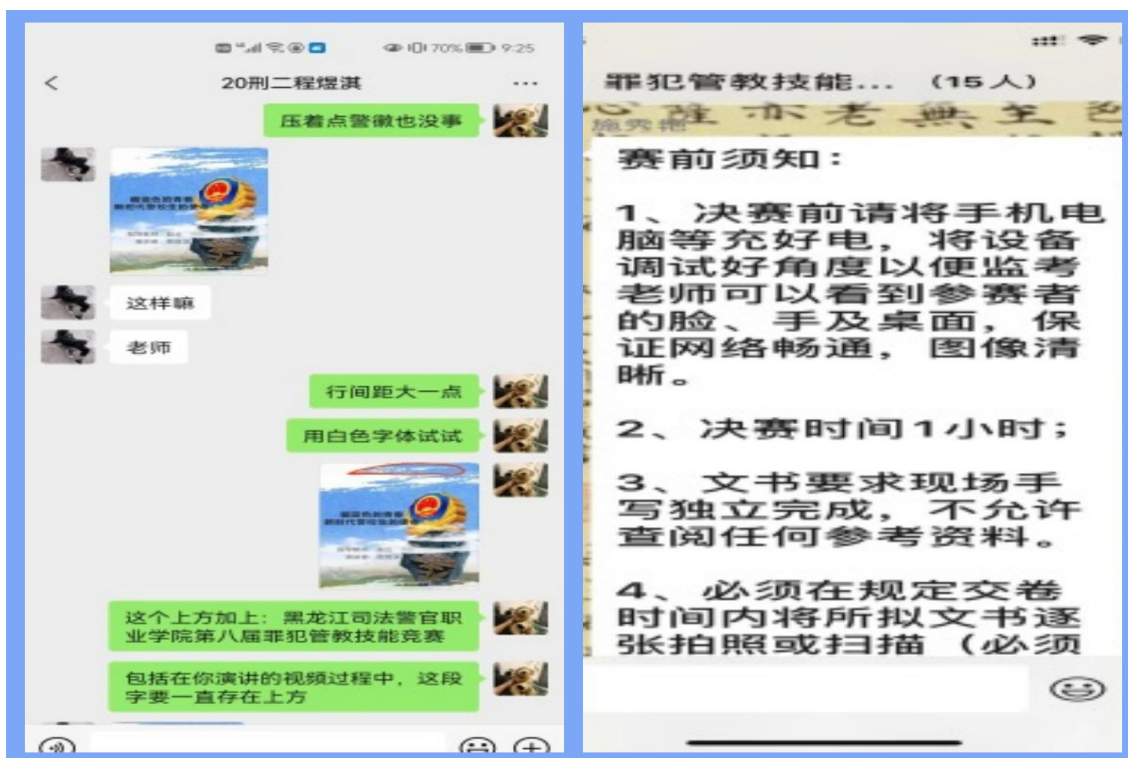 70% 9:25
20刑二程煜淇
压着点警徽也没事
这样嘛
老师
行间距大一点
用白色字体试试
这个上方加上：黑龙江司法警官职
业学院第八届罪犯管教技能竞赛
包括在你演讲的视频过程中，这段
字要一直存在上方
罪犯管教技能... （15人）
赛前须知：
1、决赛前请将手机电
脑等充好电，将设备
调试好角度以便监考
老师可以看到参赛者
的脸、手及桌面，保
证网络畅通，图像清
晰。
2、决赛时间1小时；
3、文书要求现场手
写独立完成，不允许
查阅任何参考资料。
4、必须在规定交卷
时间内将所拟文书逐
张拍照或扫描（必须